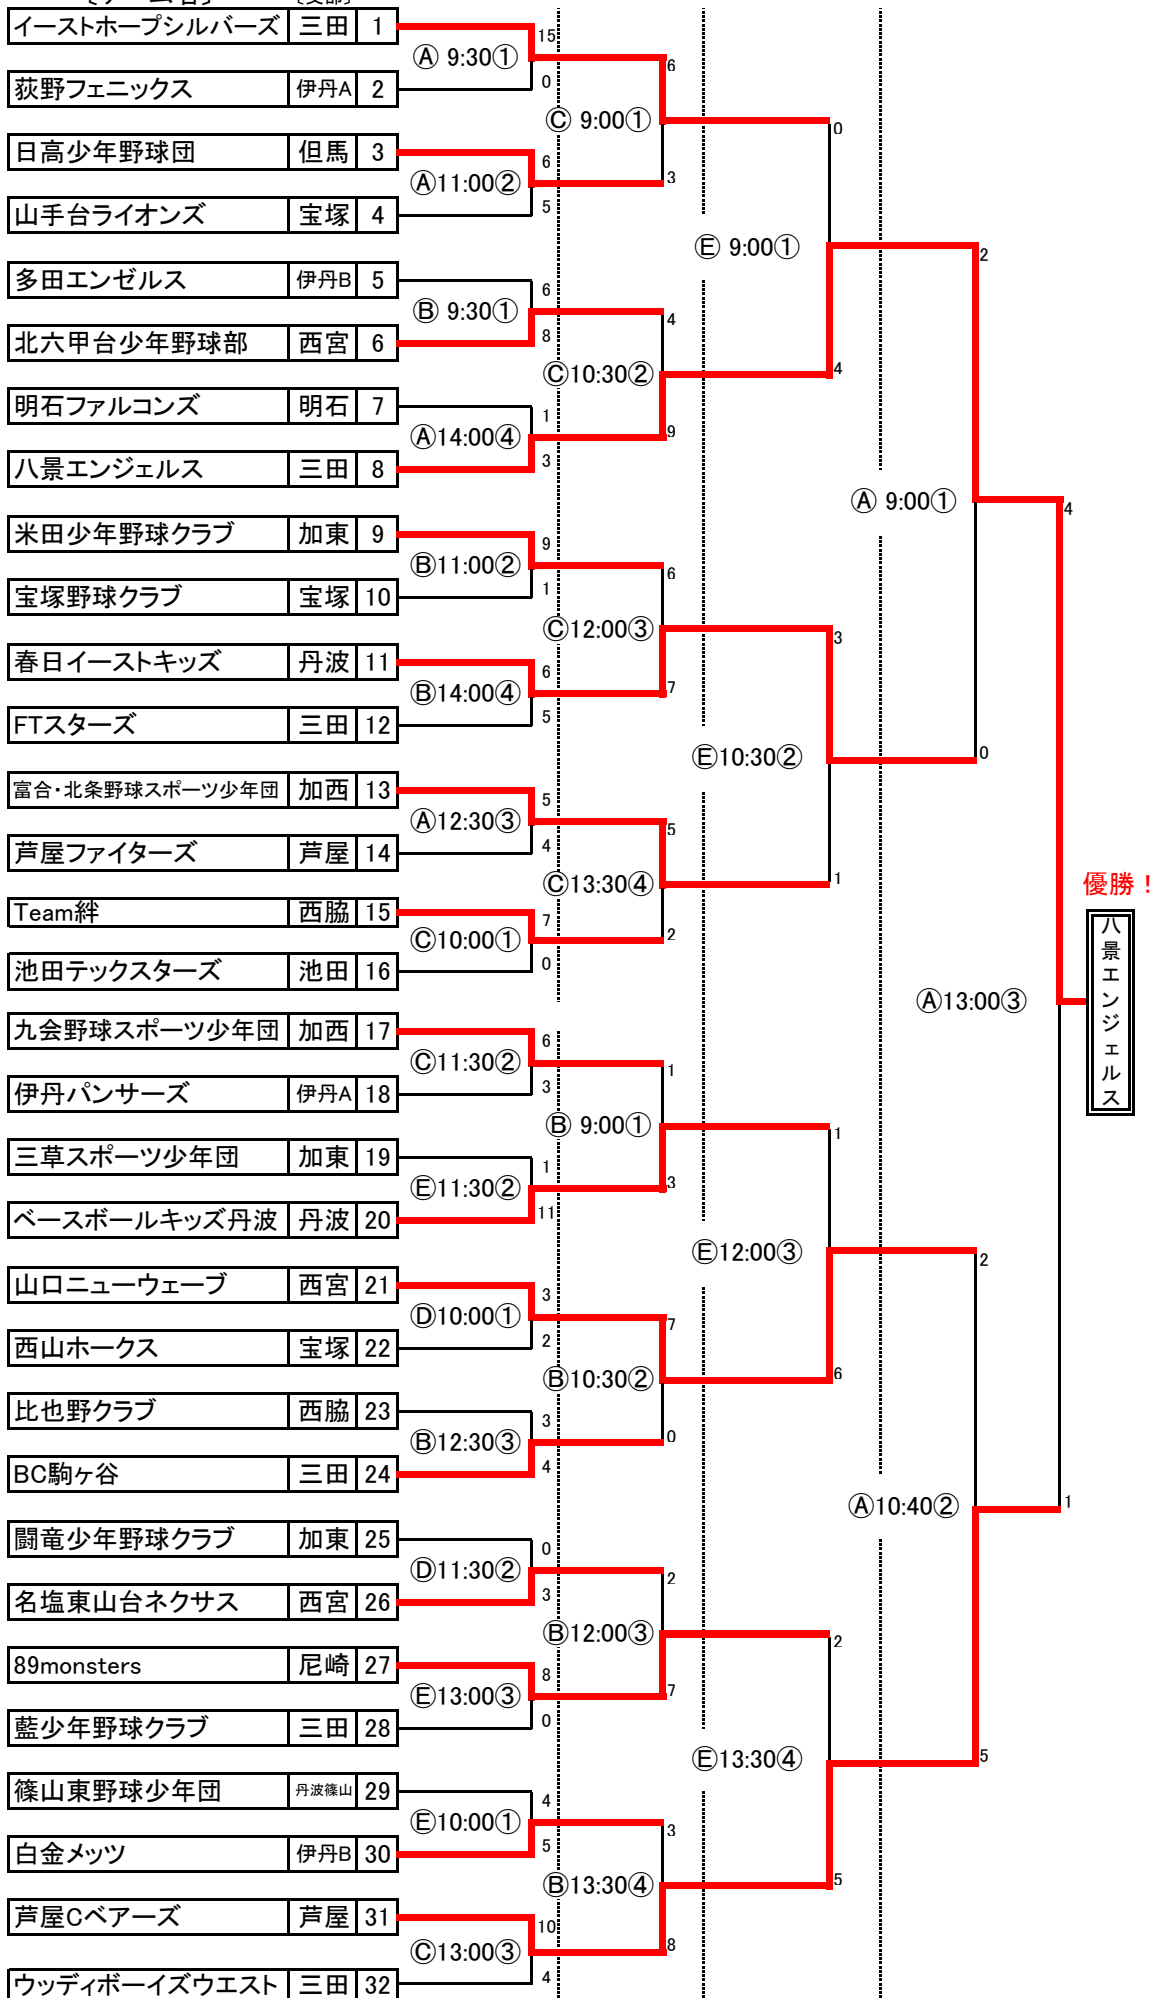 イーストホープシルバーズ 三田 1
15
Ⓐ 9:30①
6
荻野フェニックス 伊丹A 2
0
Ⓒ 9:00①
0
日高少年野球団 但馬 3
6
Ⓐ11:00②
3
山手台ライオンズ 宝塚 4
5
Ⓔ 9:00①
2
多田エンゼルス 伊丹B 5
6
Ⓑ 9:30①
4
北六甲台少年野球部 西宮 6
8
Ⓒ10:30②
4
明石ファルコンズ 明石 7
1
Ⓐ14:00④
9
八景エンジェルス 三田 8
3
Ⓐ 9:00①
4
米田少年野球クラブ 加東 9
9
Ⓑ11:00②
6
宝塚野球クラブ 宝塚 10
1
Ⓒ12:00③
3
春日イーストキッズ 丹波 11
6
Ⓑ14:00④
7
FTスターズ 三田 12
5
Ⓔ10:30②
0
富合・北条野球スポーツ少年団 加西 13
5
Ⓐ12:30③
5
芦屋ファイターズ 芦屋 14
4
Ⓒ13:30④
1
優勝！
Team絆 西脇 15
7
Ⓒ10:00①
2
池田テックスターズ 池田 16
0
八景エンジェルス
Ⓐ13:00③
九会野球スポーツ少年団 加西 17
6
Ⓒ11:30②
1
伊丹パンサーズ 伊丹A 18
3
Ⓑ 9:00①
1
三草スポーツ少年団 加東 19
1
Ⓔ11:30②
3
ベースボールキッズ丹波 丹波 20
11
Ⓔ12:00③
2
山口ニューウェーブ 西宮 21
3
Ⓓ10:00①
7
西山ホークス 宝塚 22
2
Ⓑ10:30②
6
比也野クラブ 西脇 23
3
Ⓑ12:30③
0
BC駒ヶ谷 三田 24
4
Ⓐ10:40②
1
闘竜少年野球クラブ 加東 25
0
Ⓓ11:30②
2
名塩東山台ネクサス 西宮 26
3
Ⓑ12:00③
2
89monsters 尼崎 27
8
Ⓔ13:00③
7
藍少年野球クラブ 三田 28
0
Ⓔ13:30④
5
篠山東野球少年団 丹波篠山 29
4
Ⓔ10:00①
3
白金メッツ 伊丹B 30
5
Ⓑ13:30④
5
芦屋Cベアーズ 芦屋 31
10
Ⓒ13:00③
8
ウッディボーイズウエスト 三田 32
4